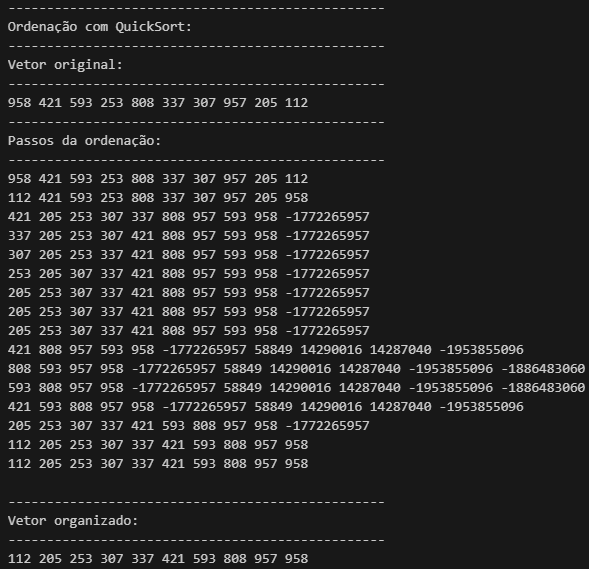 -------------------------------------------------
Ordenação com QuickSort:
-------------------------------------------------
Vetor original:
-------------------------------------------------
958 421 593 253 808 337 307 957 205 112
-------------------------------------------------
Passos da ordenação:
-------------------------------------------------
958 421 593 253 808 337 307 957 205 112
112 421 593 253 808 337 307 957 205 958
421 205 253 307 337 808 957 593 958 -1772265957
337 205 253 307 421 808 957 593 958 -1772265957
307 205 253 337 421 808 957 593 958 -1772265957
253 205 307 337 421 808 957 593 958 -1772265957
205 253 307 337 421 808 957 593 958 -1772265957
205 253 307 337 421 808 957 593 958 -1772265957
205 253 307 337 421 808 957 593 958 -1772265957
421 808 957 593 958 -1772265957 58849 14290016 14287040 -1953855096
808 593 957 958 -1772265957 58849 14290016 14287040 -1953855096 -1886483060
593 808 957 958 -1772265957 58849 14290016 14287040 -1953855096 -1886483060
421 593 808 957 958 -1772265957 58849 14290016 14287040 -1953855096
205 253 307 337 421 593 808 957 958 -1772265957
112 205 253 307 337 421 593 808 957 958
112 205 253 307 337 421 593 808 957 958
-------------------------------------------------
Vetor organizado:
-------------------------------------------------
112 205 253 307 337 421 593 808 957 958